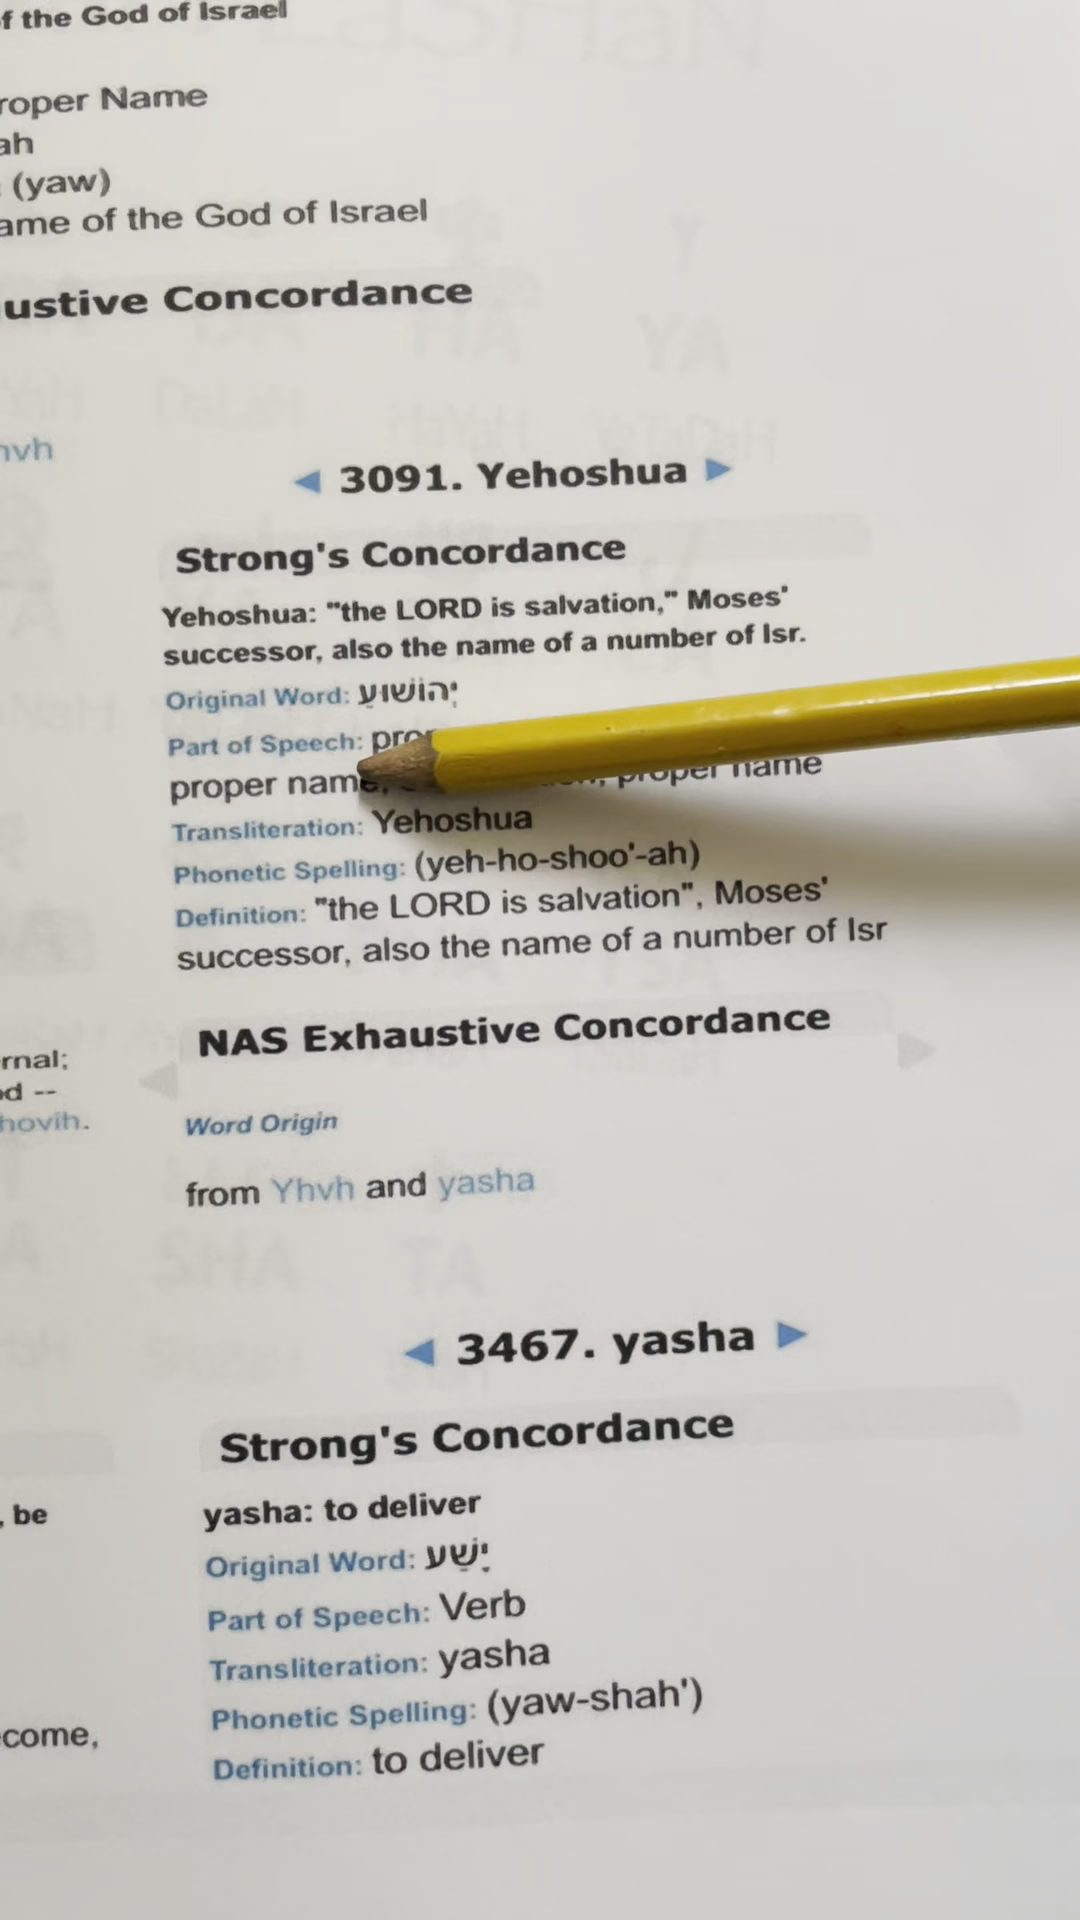 f the God of Israel
roper Name
ah
(yaw)
ame of the God of Israel
ustive Concordance
hvh
◀ 3091. Yehoshua ▶
Strong's Concordance
Yehoshua: "the LORD is salvation," Moses'
successor, also the name of a number of Isr.
Original Word: יְהוֹשׁוּעַ
Part of Speech:
proper name, proper name
Transliteration: Yehoshua
Phonetic Spelling: (yeh-ho-shoo'-ah)
Definition: "the LORD is salvation", Moses'
successor, also the name of a number of Isr
NAS Exhaustive Concordance
rnal;
d --
hovih.
Word Origin
from Yhvh and yasha
◀ 3467. yasha ▶
Strong's Concordance
, be
yasha: to deliver
Original Word: יָשַׁע
Part of Speech: Verb
Transliteration: yasha
Phonetic Spelling: (yaw-shah')
come,
Definition: to deliver